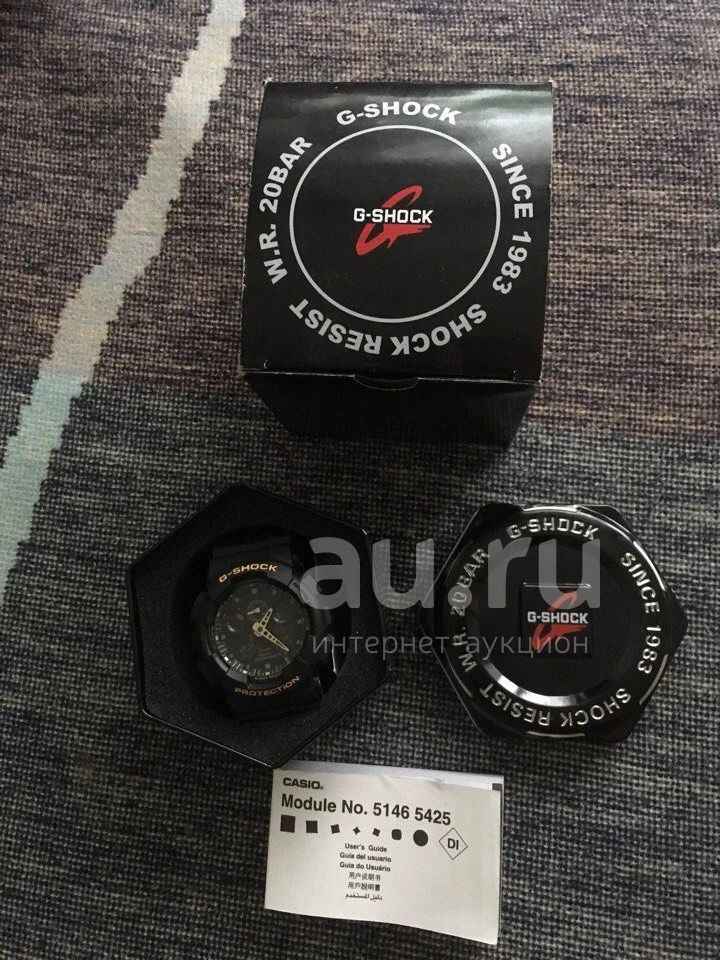 G-SHOCK
SINCE 1983
SHOCK RESIST
W.R. 20BAR
G-SHOCK
G-SHOCK
PROTECTION
G-SHOCK
SINCE 1983
SHOCK RESIST
W.R. 20BAR
G-SHOCK
au.ru
интернет-аукцион
CASIO
Module No. 5146 5425
DI
User's Guide
Guía del usuario
Guia do Usuário
用户说明书
用戶說明書
دليل المستخدم